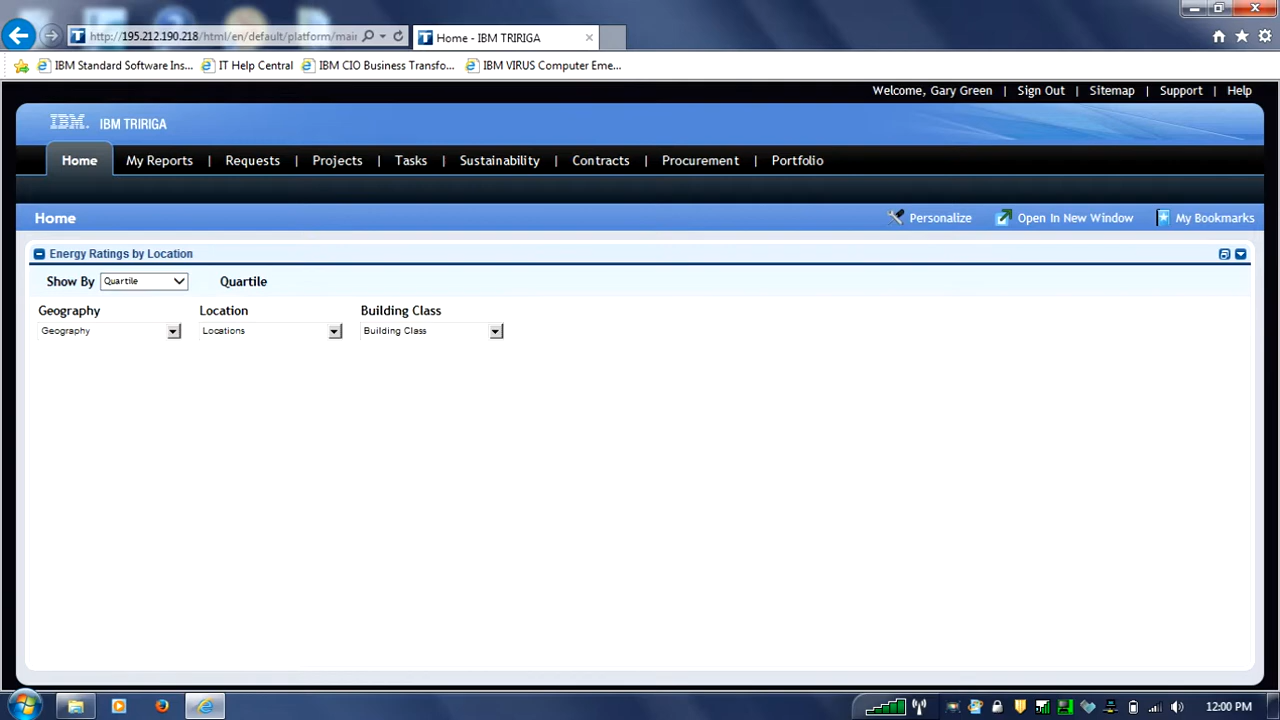 http://195.212.190.218/html/en/default/platform/mair
Home - IBM TRIRIGA
IBM Standard Software Ins...
IT Help Central
IBM CIO Business Transfo...
IBM VIRUS Computer Eme...
Welcome, Gary Green | Sign Out | Sitemap | Support | Help
IBM. IBM TRIRIGA
Home
My Reports | Requests | Projects | Tasks | Sustainability | Contracts | Procurement | Portfolio
Home
Personalize
Open In New Window
My Bookmarks
Energy Ratings by Location
Show By Quartile Quartile
Geography Location Building Class
Geography Locations Building Class
12:00 PM